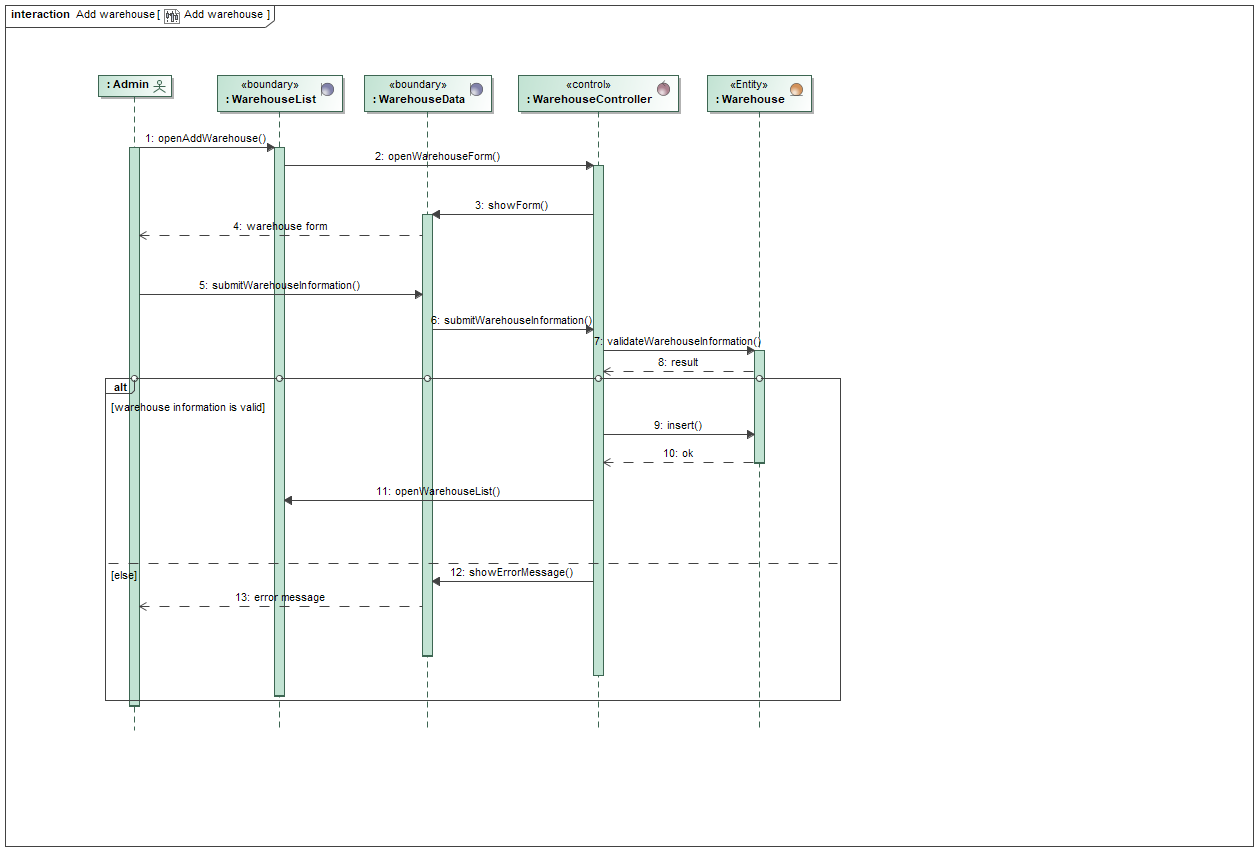 interaction Add warehouse [ Add warehouse ]
: Admin
«boundary»
: WarehouseList
«boundary»
: WarehouseData
«control»
: WarehouseController
«Entity»
: Warehouse
1: openAddWarehouse()
2: openWarehouseForm()
3: showForm()
4: warehouse form
5: submitWarehouseInformation()
6: submitWarehouseInformation()
7: validateWarehouseInformation()
8: result
alt
[warehouse information is valid]
9: insert()
10: ok
11: openWarehouseList()
[else]
12: showErrorMessage()
13: error message